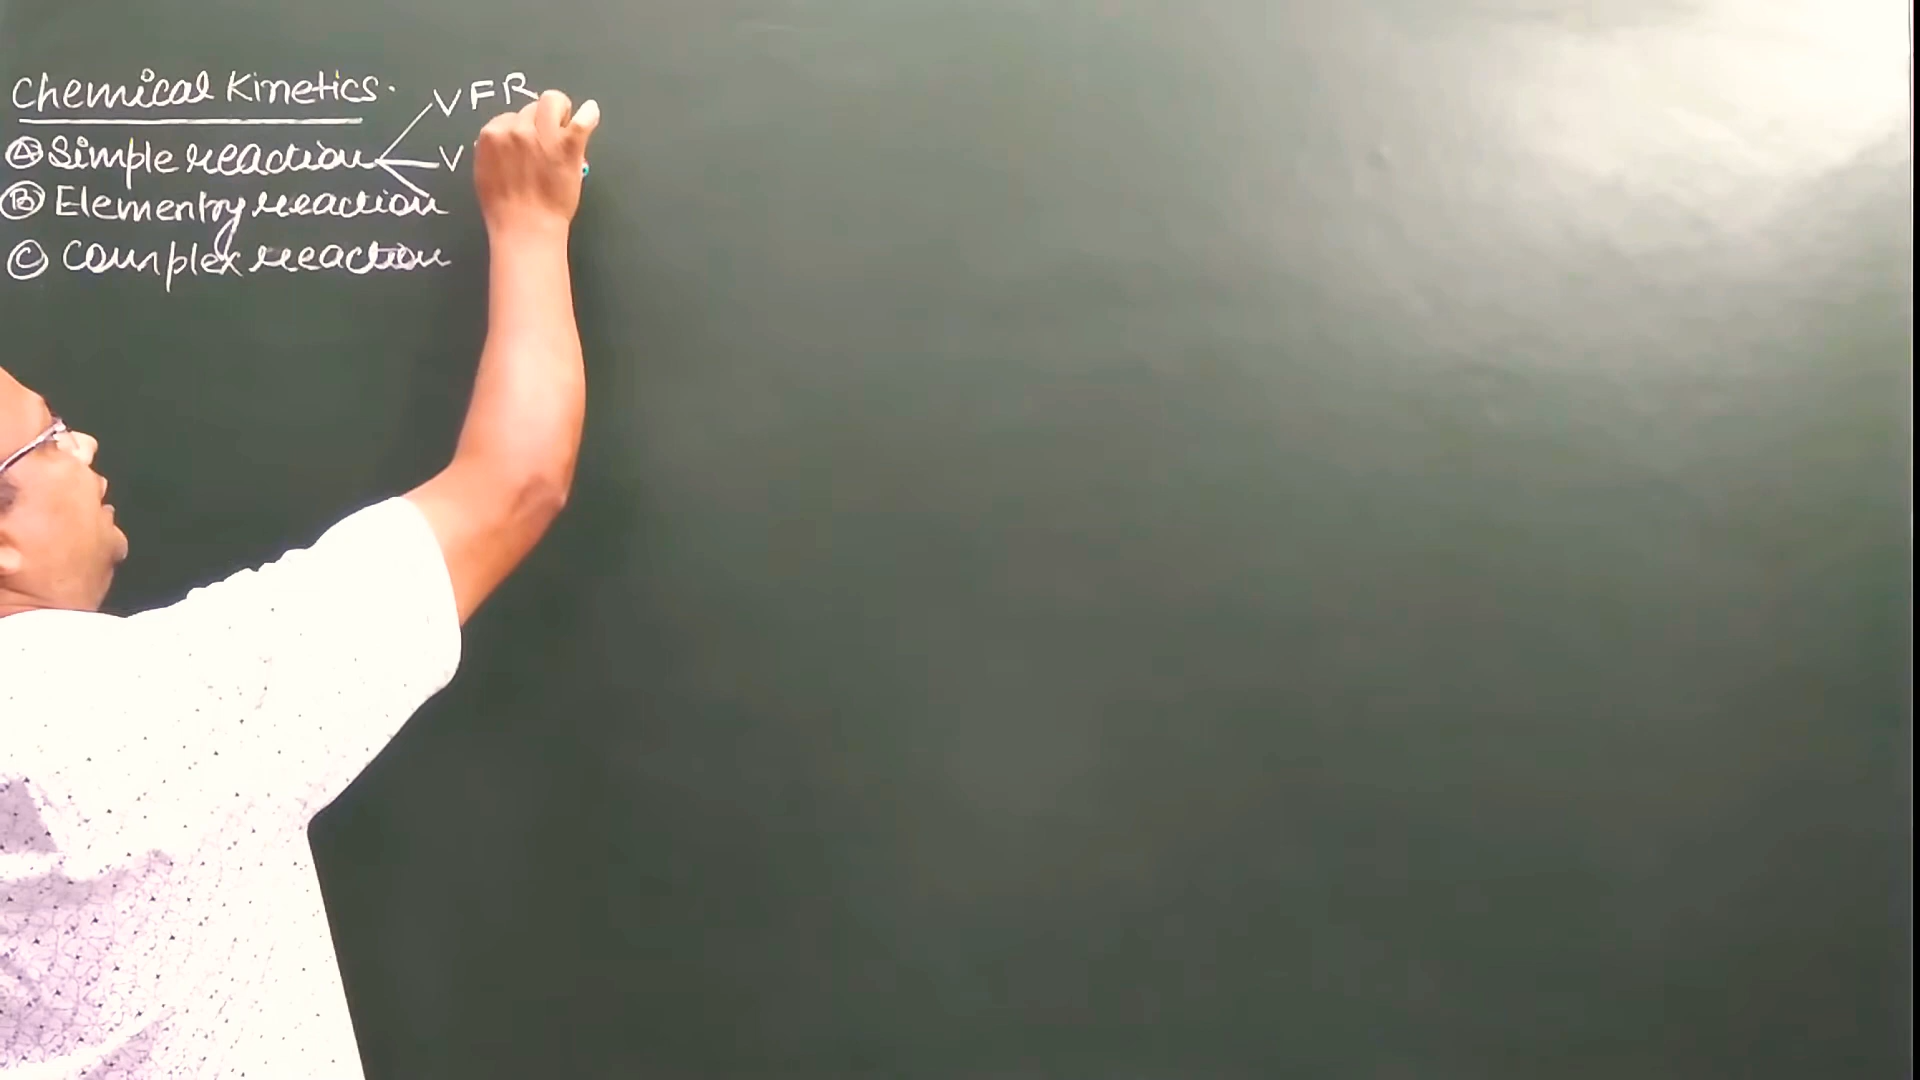 Chemical Kinetics.
VFR
(A) Simple reaction
V
(B) Elementry reaction
(C) Complex reaction